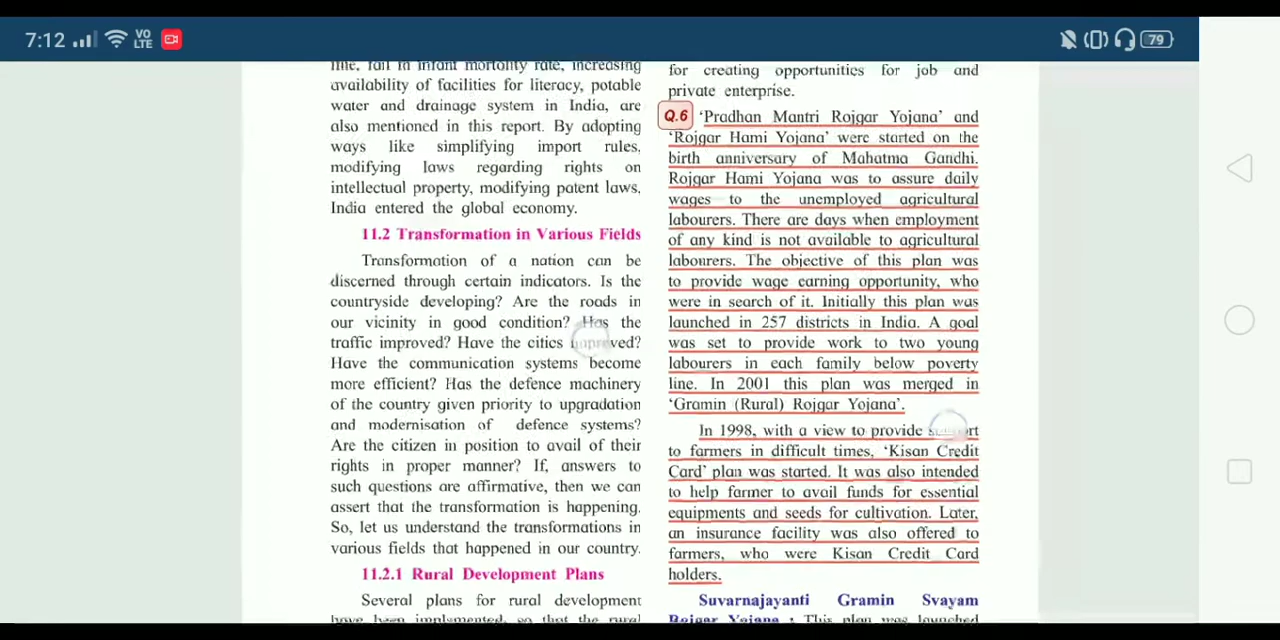 7:12 VO LTE 79
line, fall in infant mortality rate, increasing
availability of facilities for literacy, potable
water and drainage system in India, are
also mentioned in this report. By adopting
ways like simplifying import rules,
modifying laws regarding rights on
intellectual property, modifying patent laws,
India entered the global economy.
11.2 Transformation in Various Fields
Transformation of a nation can be
discerned through certain indicators. Is the
countryside developing? Are the roads in
our vicinity in good condition? Has the
traffic improved? Have the cities improved?
Have the communication systems become
more efficient? Has the defence machinery
of the country given priority to upgradation
and modernisation of defence systems?
Are the citizen in position to avail of their
rights in proper manner? If, answers to
such questions are affirmative, then we can
assert that the transformation is happening.
So, let us understand the transformations in
various fields that happened in our country.
11.2.1 Rural Development Plans
Several plans for rural development
have been implemented, so that the rural
for creating opportunities for job and
private enterprise.
Q.6 ‘Pradhan Mantri Rojgar Yojana’ and
‘Rojgar Hami Yojana’ were started on the
birth anniversary of Mahatma Gandhi.
Rojgar Hami Yojana was to assure daily
wages to the unemployed agricultural
labourers. There are days when employment
of any kind is not available to agricultural
labourers. The objective of this plan was
to provide wage earning opportunity, who
were in search of it. Initially this plan was
launched in 257 districts in India. A goal
was set to provide work to two young
labourers in each family below poverty
line. In 2001 this plan was merged in
‘Gramin (Rural) Rojgar Yojana’.
In 1998, with a view to provide support
to farmers in difficult times, ‘Kisan Credit
Card’ plan was started. It was also intended
to help farmer to avail funds for essential
equipments and seeds for cultivation. Later,
an insurance facility was also offered to
farmers, who were Kisan Credit Card
holders.
Suvarnajayanti Gramin Svayam
Rojgar Yojana : This plan was launched